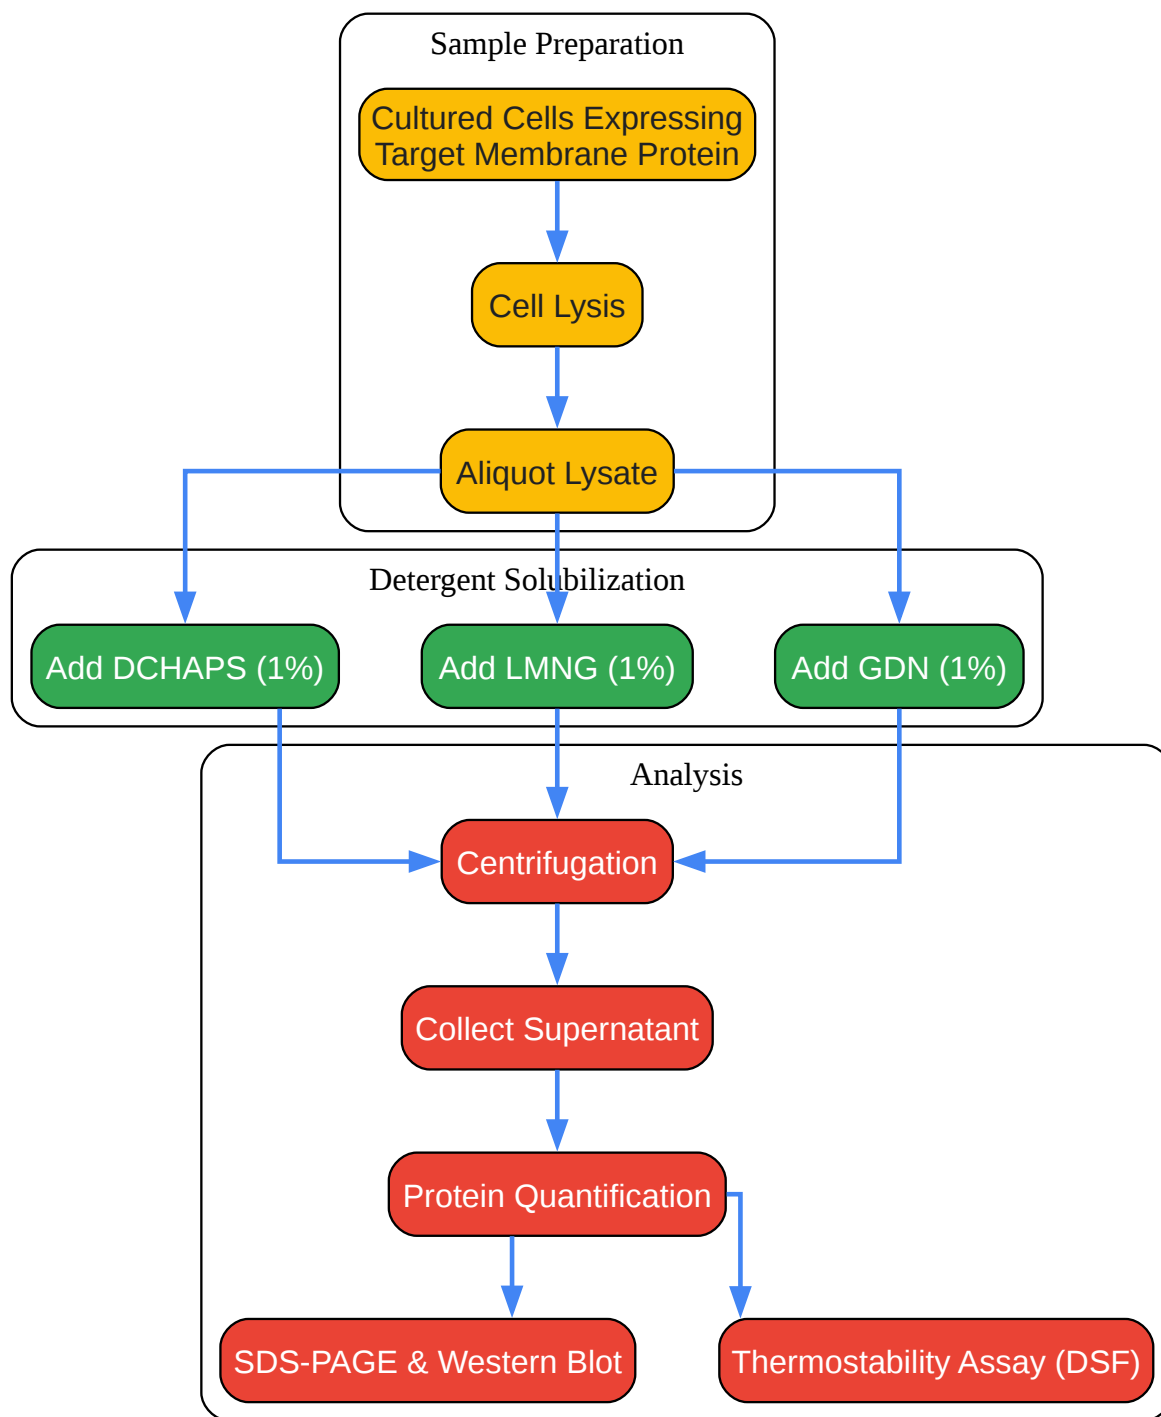 Sample Preparation
Cultured Cells Expressing
Target Membrane Protein
Cell Lysis
Aliquot Lysate
Detergent Solubilization
Add DCHAPS (1%)
Add LMNG (1%)
Add GDN (1%)
Analysis
Centrifugation
Collect Supernatant
Protein Quantification
SDS-PAGE & Western Blot
Thermostability Assay (DSF)